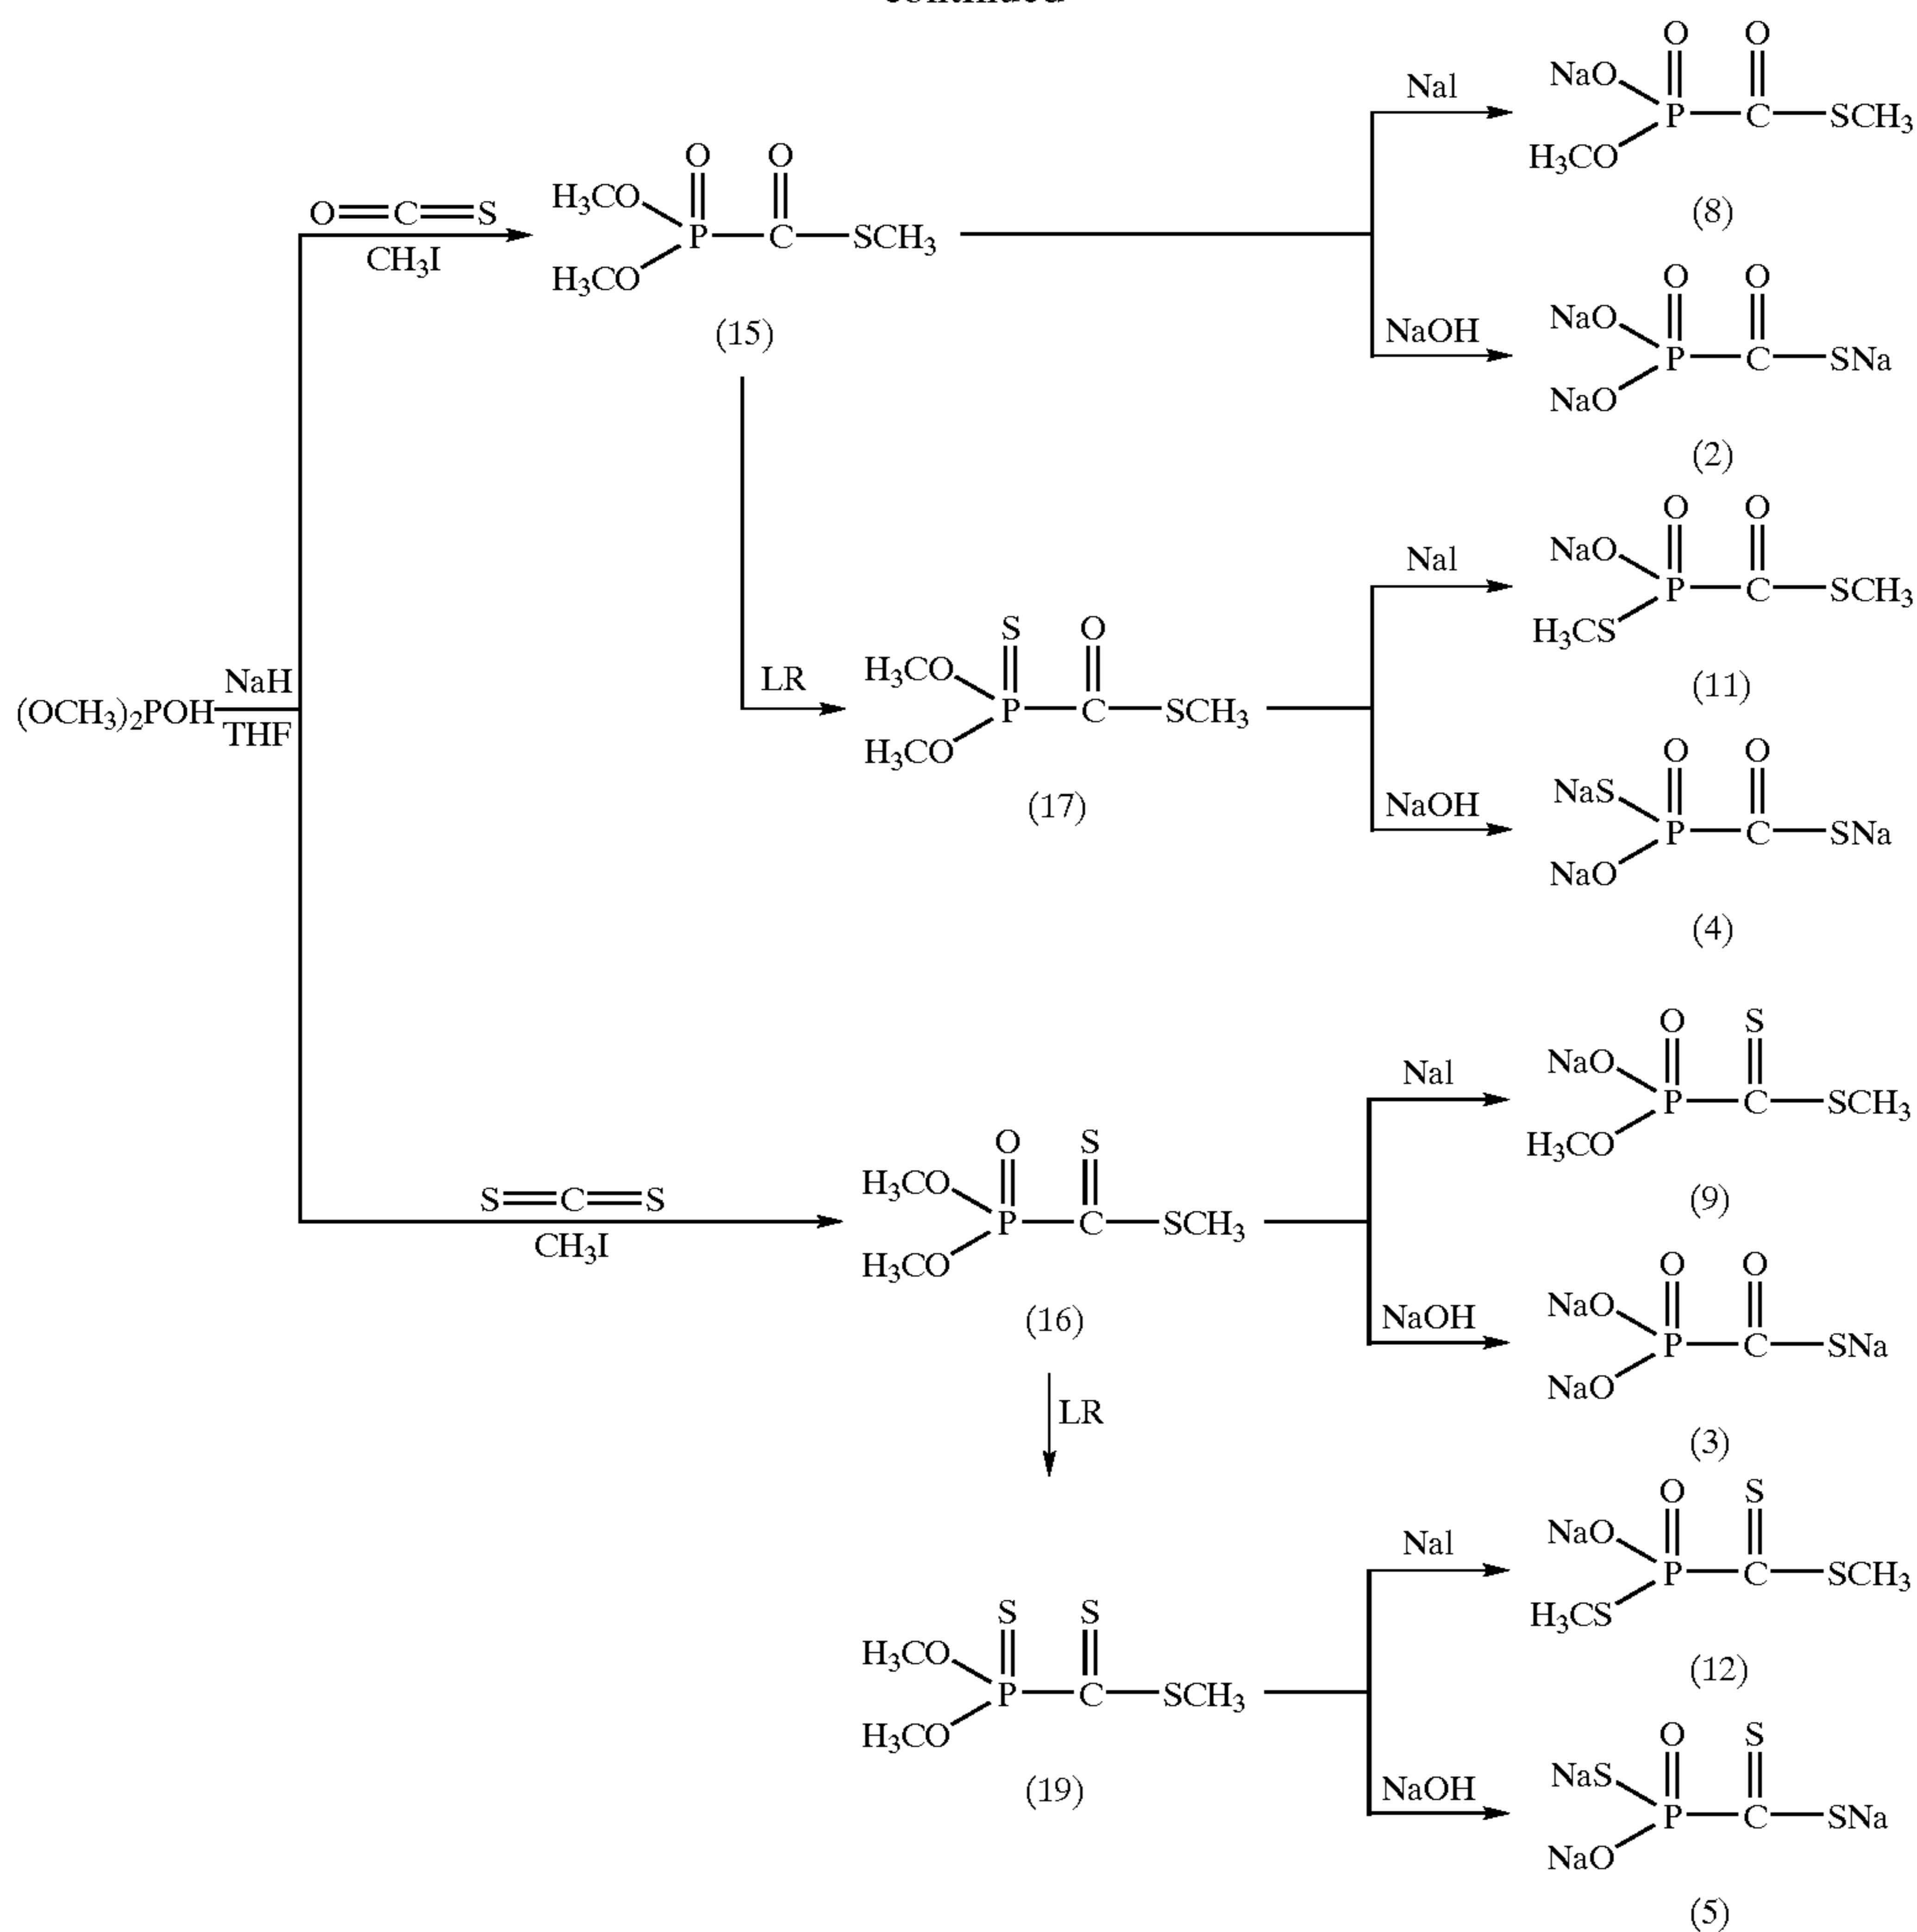 continued
O=C=S
CH3I
(OCH3)2POH
NaH
THF
H3CO
H3CO
O
O
P
C
SCH3
(15)
NaI
NaO
H3CO
O
O
P
C
SCH3
(8)
NaOH
NaO
NaO
O
O
P
C
SNa
(2)
LR
H3CO
H3CO
S
O
P
C
SCH3
(17)
NaI
NaO
H3CS
O
O
P
C
SCH3
(11)
NaOH
NaS
NaO
O
O
P
C
SNa
(4)
S=C=S
CH3I
H3CO
H3CO
O
S
P
C
SCH3
(16)
NaI
NaO
H3CO
O
S
P
C
SCH3
(9)
NaOH
NaO
NaO
O
O
P
C
SNa
(3)
LR
H3CO
H3CO
S
S
P
C
SCH3
(19)
NaI
NaO
H3CS
O
S
P
C
SCH3
(12)
NaOH
NaS
NaO
O
S
P
C
SNa
(5)